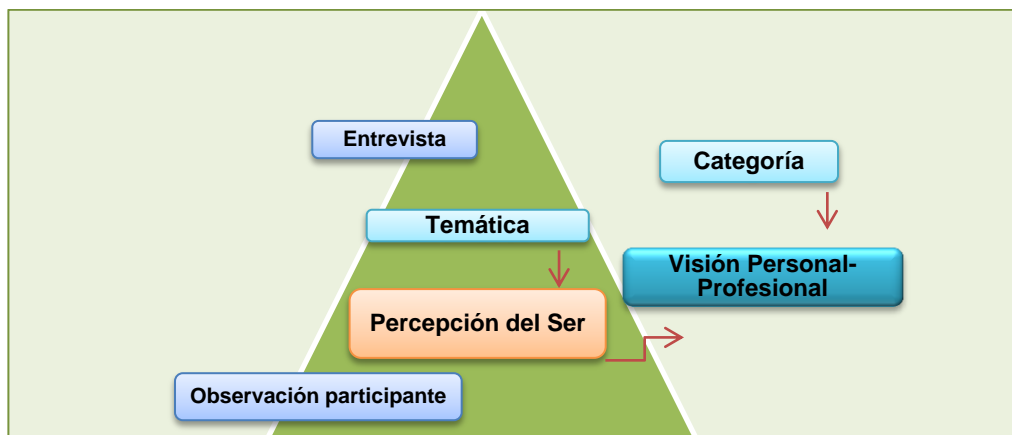 Entrevista
Categoría
Temática
Visión Personal-
Profesional
Percepción del Ser
Observación participante